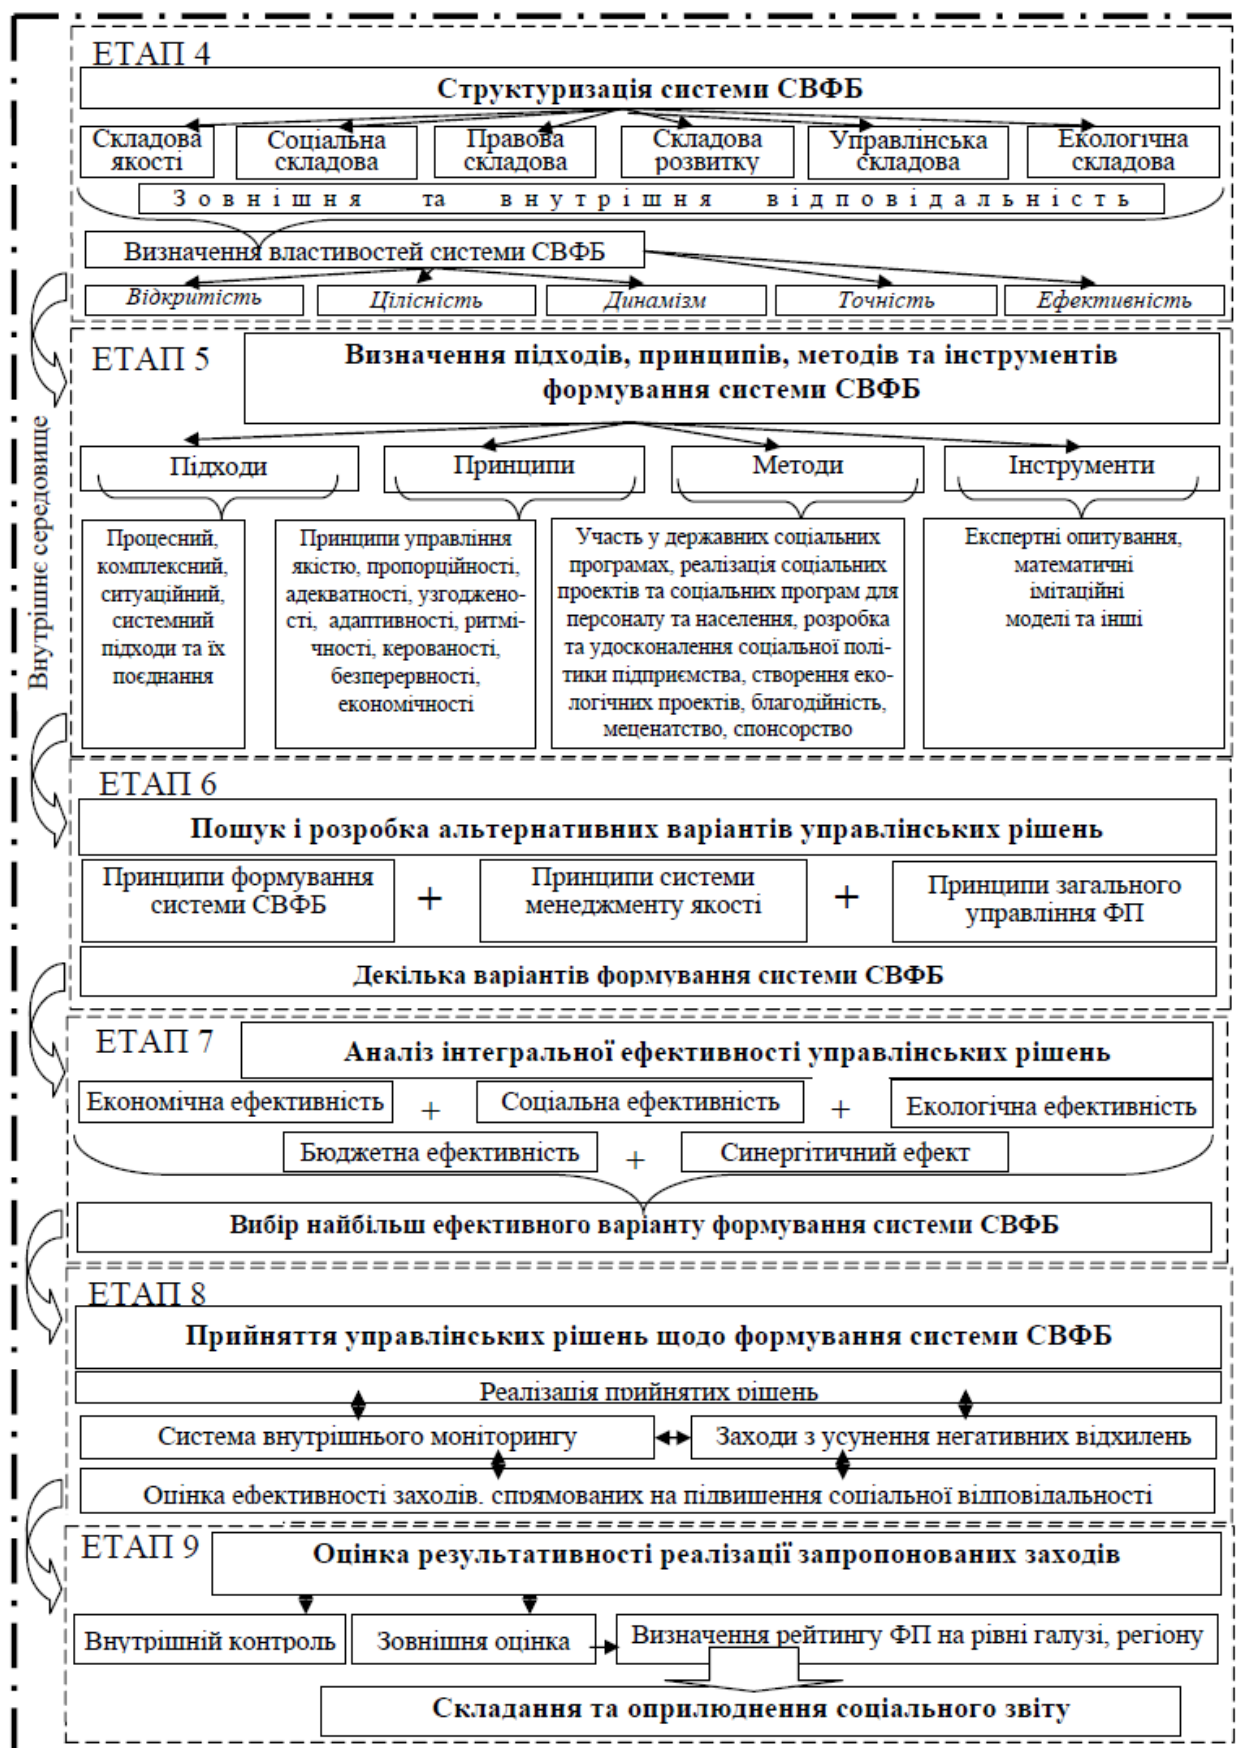 ЕТАП 4
Структуризація системи СВФБ
Складова
якості
Соціальна
складова
Правова
складова
Складова
розвитку
Управлінська
складова
Екологічна
складова
Зовнішня та внутрішня відповідальність
Визначення властивостей системи СВФБ
Відкритість
Цілісність
Динамізм
Точність
Ефективність
Внутрішнє середовище
ЕТАП 5
Визначення підходів, принципів, методів та інструментів
формування системи СВФБ
Підходи
Принципи
Методи
Інструменти
Процесний,
комплексний,
ситуаційний,
системний
підходи та їх
поєднання
Принципи управління
якістю, пропорційності,
адекватності, узгоджено-
сті, адаптивності, ритмі-
чності, керованості,
безперервності,
економічності
Участь у державних соціальних
програмах, реалізація соціальних
проектів та соціальних програм для
персоналу та населення, розробка
та удосконалення соціальної полі-
тики підприємства, створення еко-
логічних проектів, благодійність,
меценатство, спонсорство
Експертні опитування,
математичні
імітаційні
моделі та інші
ЕТАП 6
Пошук і розробка альтернативних варіантів управлінських рішень
Принципи формування
системи СВФБ
+
Принципи системи
менеджменту якості
+
Принципи загального
управління ФП
Декілька варіантів формування системи СВФБ
ЕТАП 7
Аналіз інтегральної ефективності управлінських рішень
Економічна ефективність
+
Соціальна ефективність
+
Екологічна ефективність
Бюджетна ефективність
+
Синергітичний ефект
Вибір найбільш ефективного варіанту формування системи СВФБ
ЕТАП 8
Прийняття управлінських рішень щодо формування системи СВФБ
Реалізація прийнятих рішень
Система внутрішнього моніторингу
Заходи з усунення негативних відхилень
Оцінка ефективності заходів, спрямованих на підвищення соціальної відповідальності
ЕТАП 9
Оцінка результативності реалізації запропонованих заходів
Внутрішній контроль
Зовнішня оцінка
Визначення рейтингу ФП на рівні галузі, регіону
Складання та оприлюднення соціального звіту